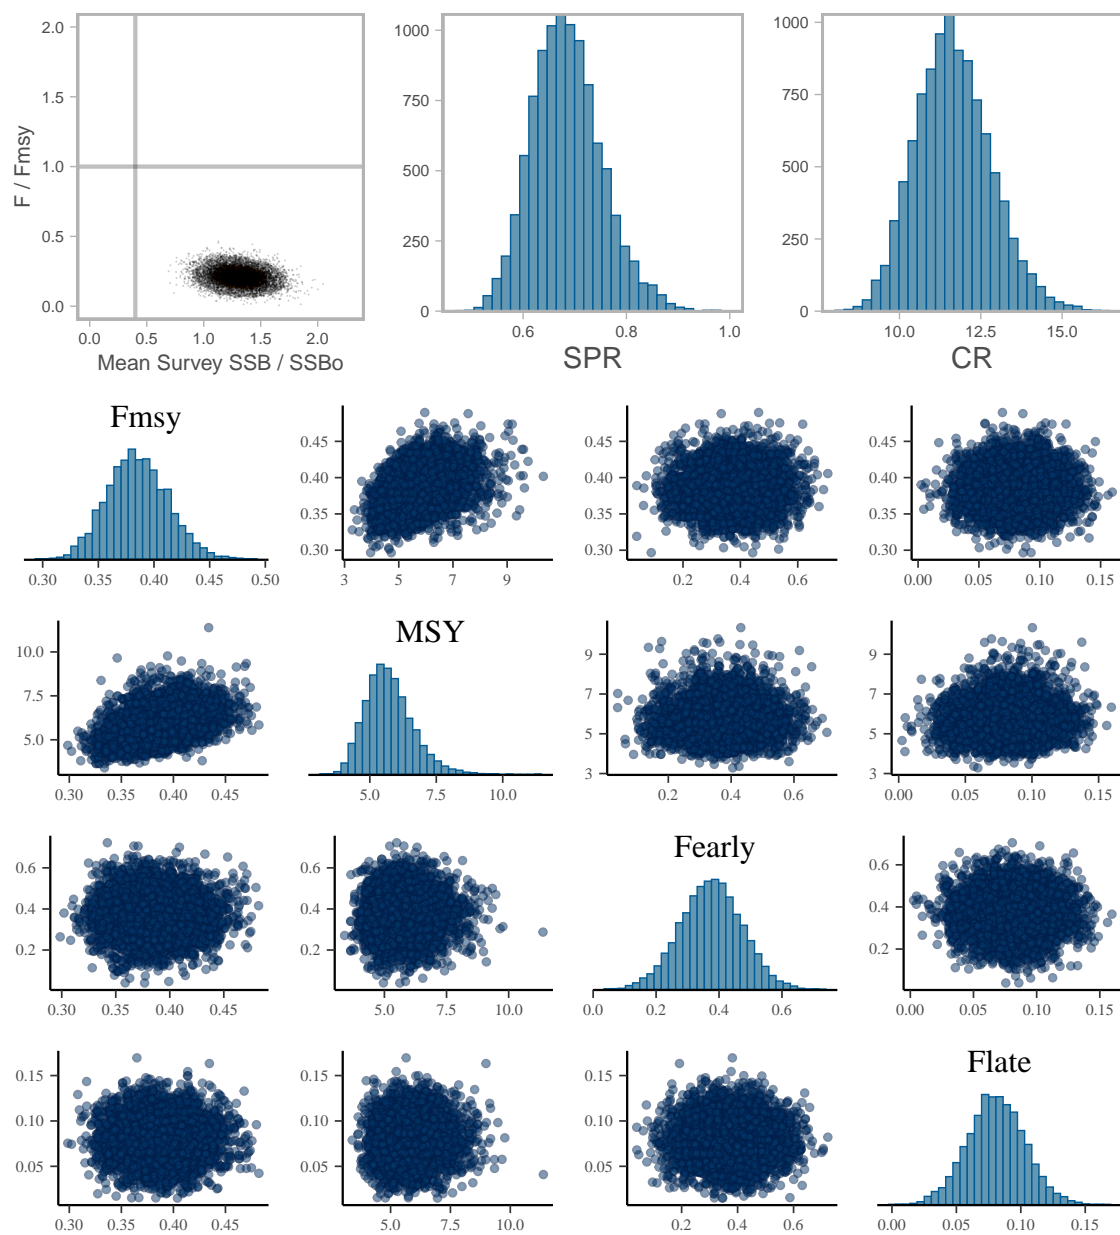 2.0
1.5
1.0
0.5
0.0
F / Fmsy
0.0 0.5 1.0 1.5 2.0
Mean Survey SSB / SSBo
1000
750
500
250
0
0.6 0.8 1.0
SPR
1000
750
500
250
0
10.0 12.5 15.0
CR
Fmsy
0.30 0.35 0.40 0.45 0.50
0.45
0.40
0.35
0.30
3 5 7 9
0.45
0.40
0.35
0.30
0.2 0.4 0.6
0.45
0.40
0.35
0.30
0.00 0.05 0.10 0.15
10.0
7.5
5.0
0.30 0.35 0.40 0.45
MSY
5.0 7.5 10.0
9
7
5
3
0.2 0.4 0.6
9
7
5
3
0.00 0.05 0.10 0.15
0.6
0.4
0.2
0.30 0.35 0.40 0.45
0.6
0.4
0.2
5.0 7.5 10.0
Fearly
0.0 0.2 0.4 0.6
0.6
0.4
0.2
0.00 0.05 0.10 0.15
0.15
0.10
0.05
0.30 0.35 0.40 0.45
0.15
0.10
0.05
5.0 7.5 10.0
0.15
0.10
0.05
0.2 0.4 0.6
Flate
0.00 0.05 0.10 0.15